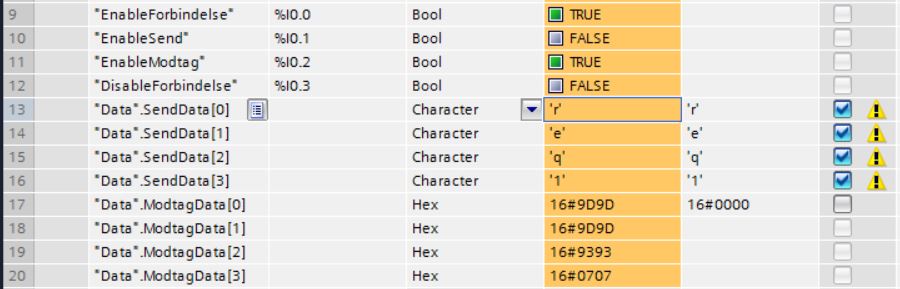 9 "EnableForbindelse" %I0.0 Bool TRUE
10 "EnableSend" %I0.1 Bool FALSE
11 "EnableModtag" %I0.2 Bool TRUE
12 "DisableForbindelse" %I0.3 Bool FALSE
13 "Data".SendData[0] Character 'r' 'r'
14 "Data".SendData[1] Character 'e' 'e'
15 "Data".SendData[2] Character 'q' 'q'
16 "Data".SendData[3] Character '1' '1'
17 "Data".ModtagData[0] Hex 16#9D9D 16#0000
18 "Data".ModtagData[1] Hex 16#9D9D
19 "Data".ModtagData[2] Hex 16#9393
20 "Data".ModtagData[3] Hex 16#0707